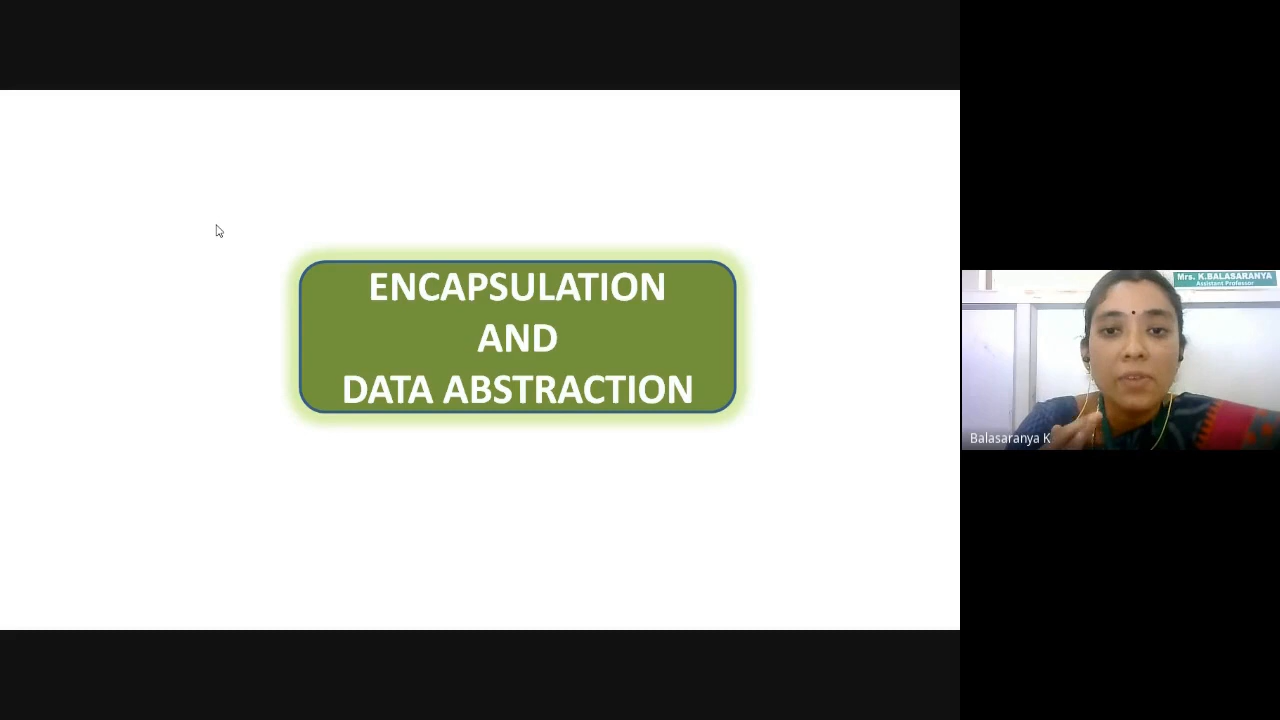 ENCAPSULATION
AND
DATA ABSTRACTION
Mrs. K.BALASARANYA
Assistant Professor
Balasaranya K